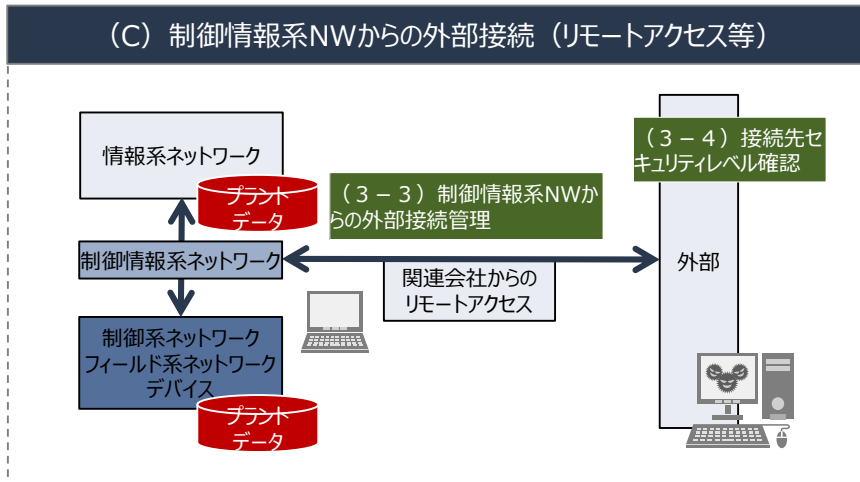 （C）制御情報系NWからの外部接続（リモートアクセス等）
情報系ネットワーク
プラント
データ
（３－３）制御情報系NWか
らの外部接続管理
（３－４）接続先セ
キュリティレベル確認
制御情報系ネットワーク
関連会社からの
リモートアクセス
外部
制御系ネットワーク
フィールド系ネットワーク
デバイス
プラント
データ